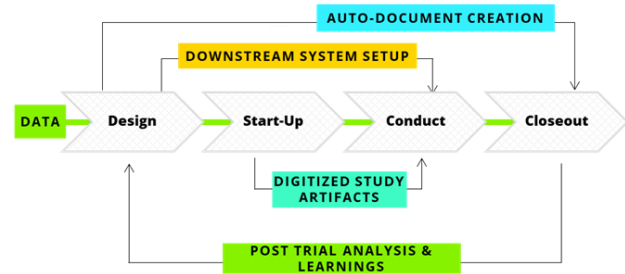 AUTO-DOCUMENT CREATION
DOWNSTREAM SYSTEM SETUP
DATA
Design
Start-Up
Conduct
Closeout
DIGITIZED STUDY
ARTIFACTS
POST TRIAL ANALYSIS &
LEARNINGS